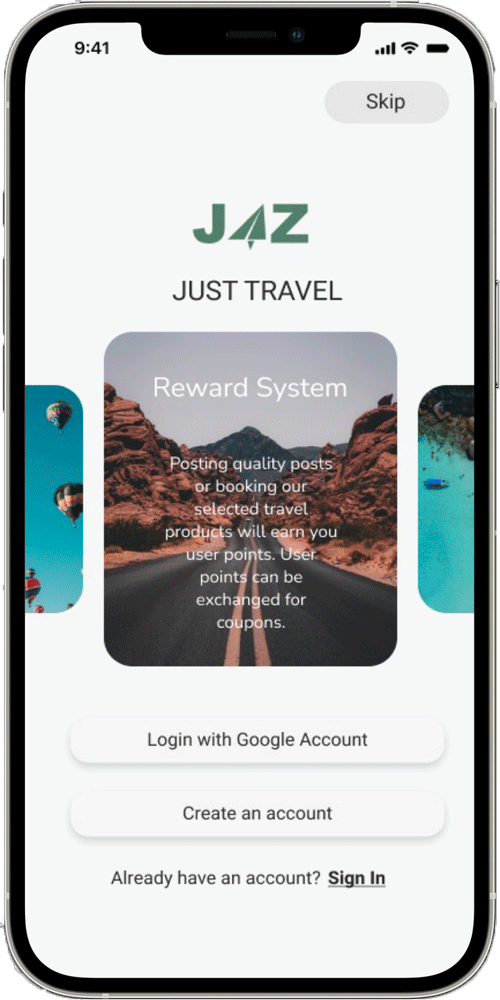 9:41
Skip
JAZ
JUST TRAVEL
Reward System
Posting quality posts
or booking our
selected travel
products will earn you
user points. User
points can be
exchanged for
coupons.
Login with Google Account
Create an account
Already have an account? Sign In